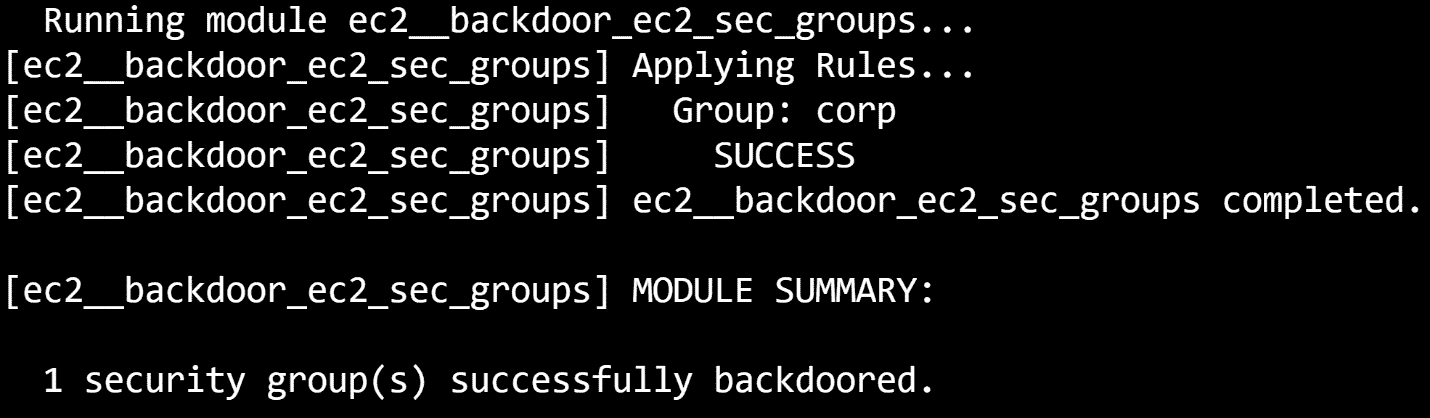 Running module ec2__backdoor_ec2_sec_groups...
[ec2__backdoor_ec2_sec_groups] Applying Rules...
[ec2__backdoor_ec2_sec_groups]   Group: corp
[ec2__backdoor_ec2_sec_groups]     SUCCESS
[ec2__backdoor_ec2_sec_groups] ec2__backdoor_ec2_sec_groups completed.
[ec2__backdoor_ec2_sec_groups] MODULE SUMMARY:
1 security group(s) successfully backdoored.